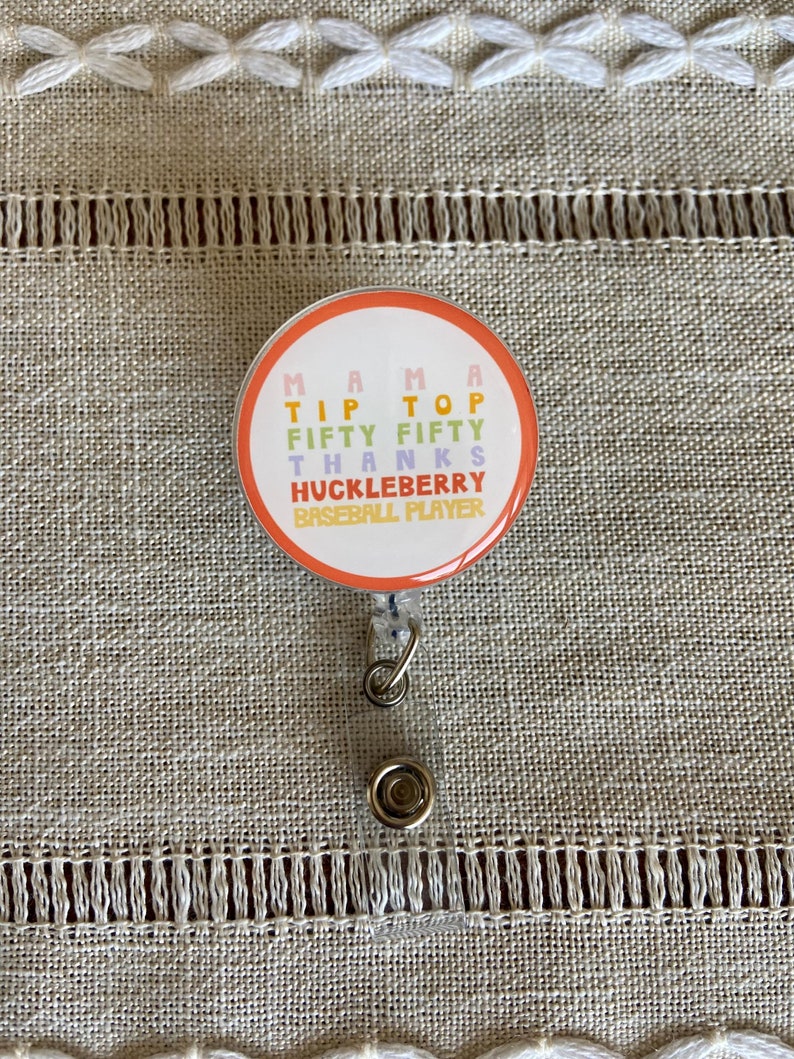 MAMA
TIP TOP
FIFTY FIFTY
THANKS
HUCKLEBERRY
BASEBALL PLAYER